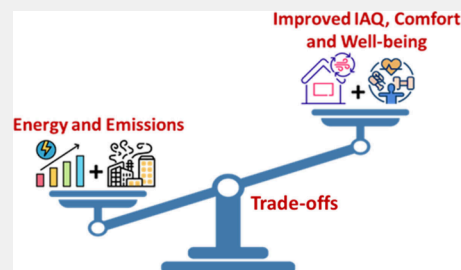 Improved IAQ, Comfort
and Well-being
Energy and Emissions
Trade-offs